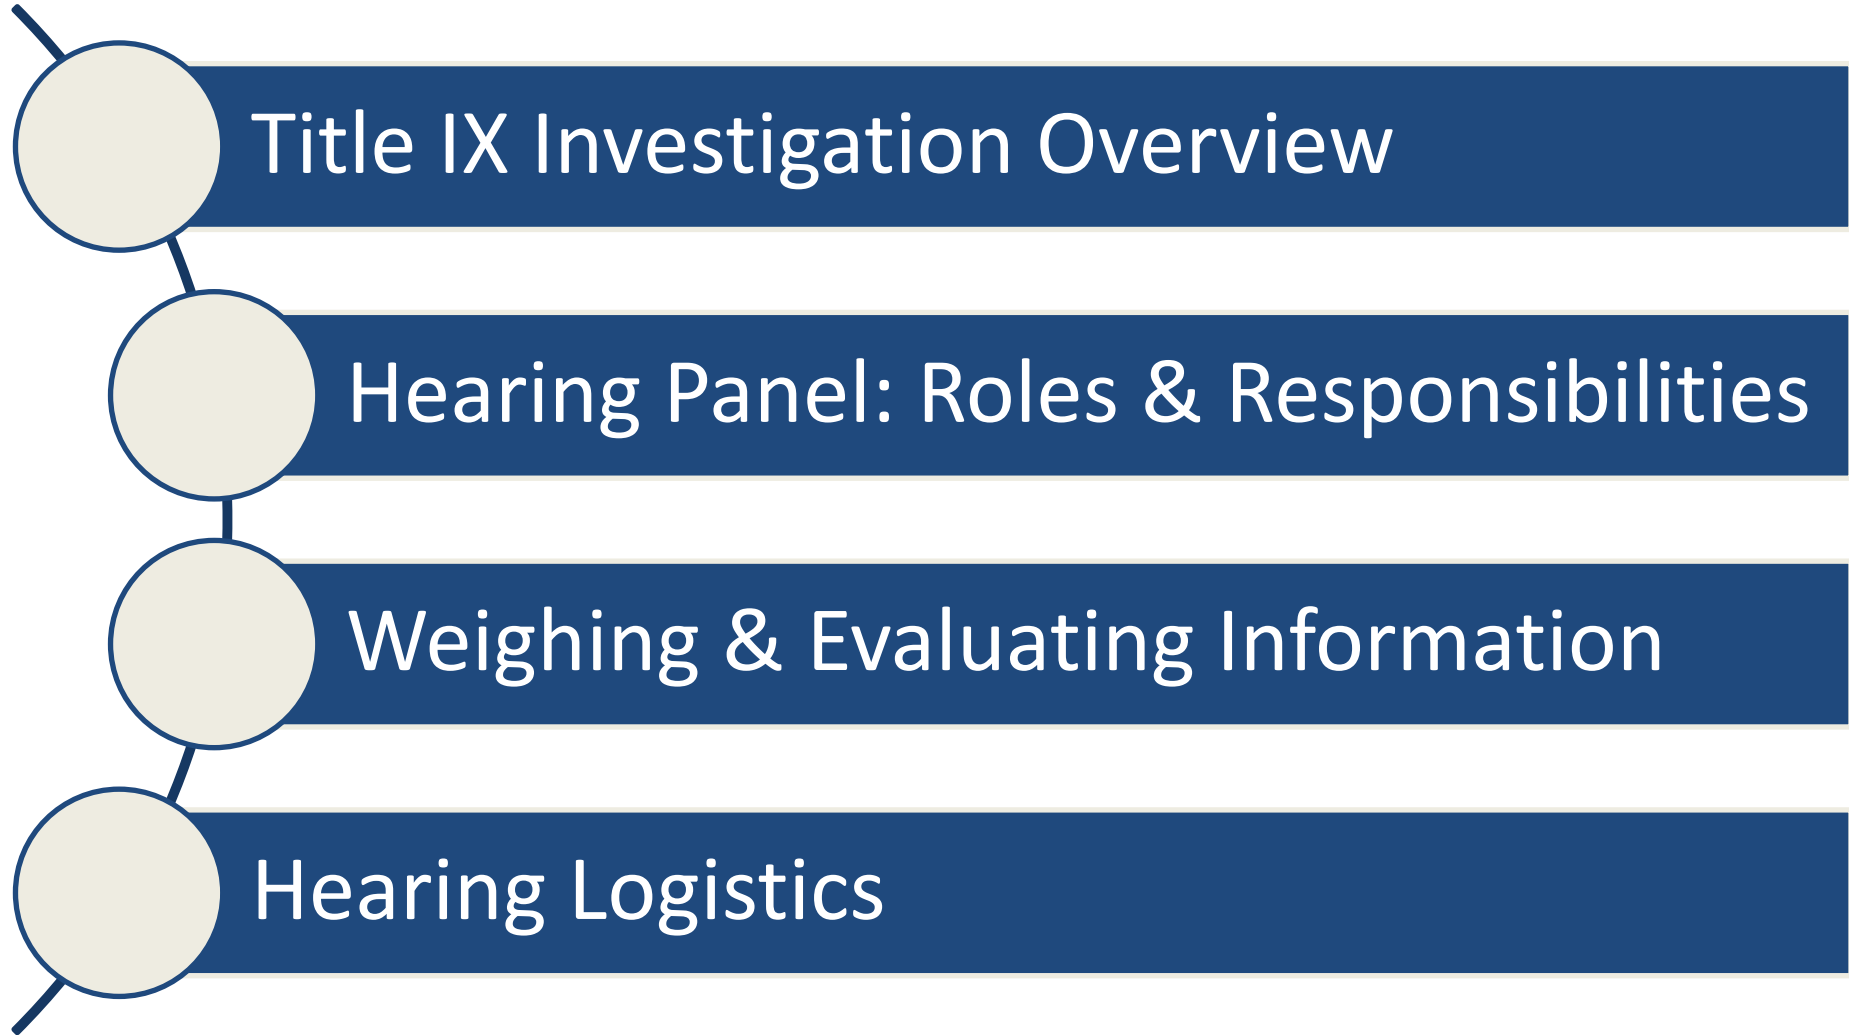 Title IX Investigation Overview
Hearing Panel: Roles & Responsibilities
Weighing & Evaluating Information
Hearing Logistics